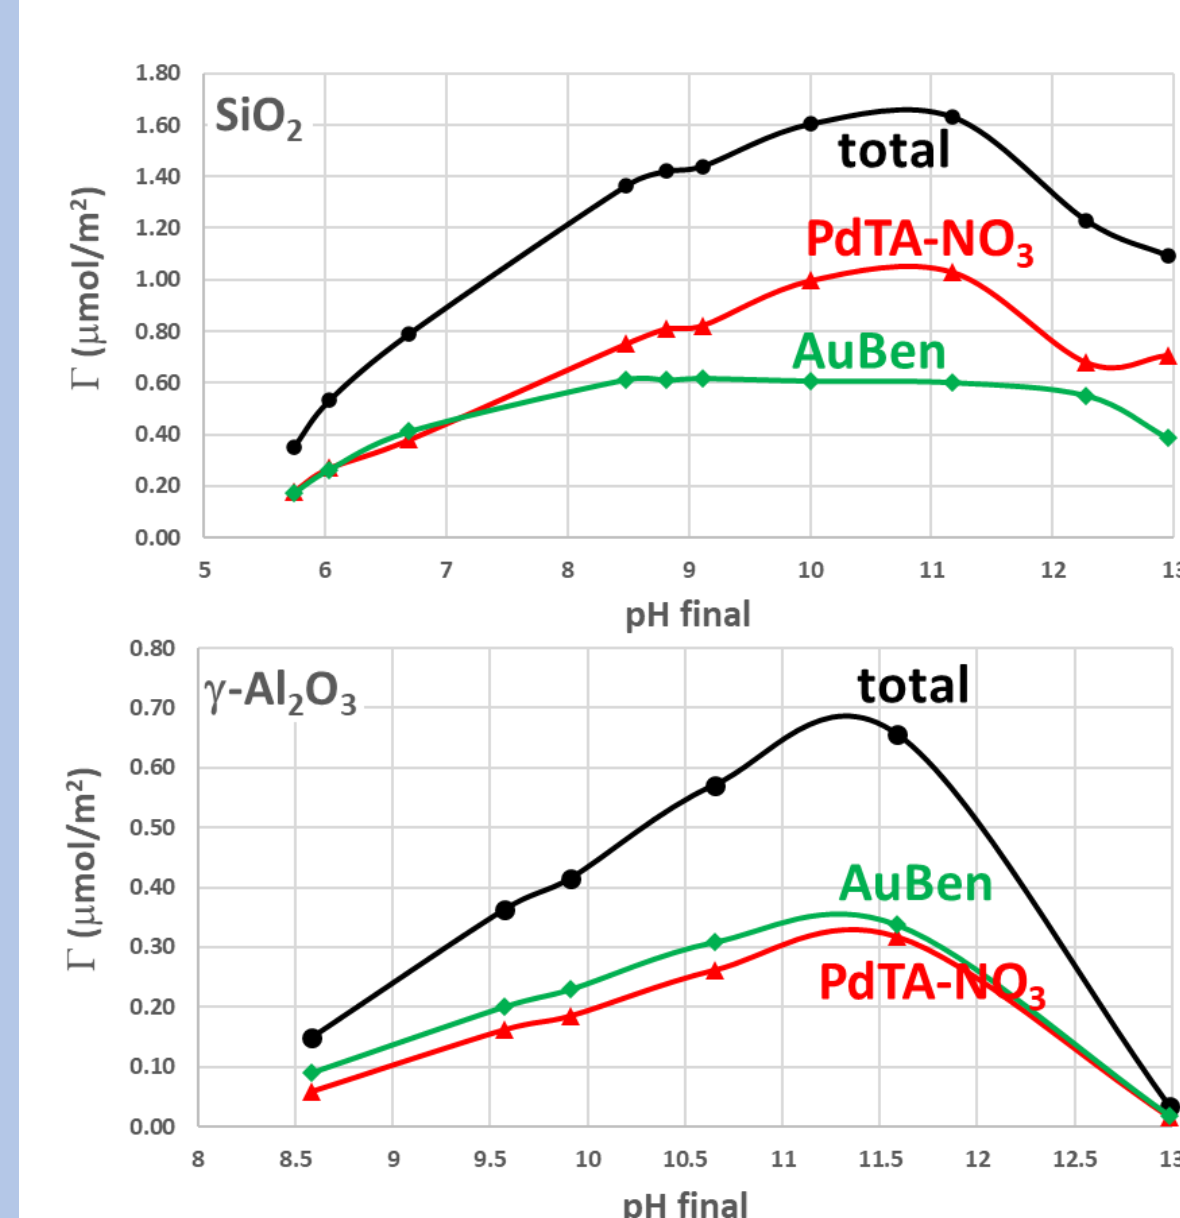 1.80
SiO₂
1.60
total
1.40
1.20
PdTA-NO₃
1.00
0.80
AuBen
0.60
0.40
0.20
0.00
Γ (μmol/m²)
5 6 7 8 9 10 11 12 13
pH final
0.80
γ-Al₂O₃
total
0.70
0.60
0.50
0.40
AuBen
0.30
PdTA-NO₃
0.20
0.10
0.00
Γ (μmol/m²)
8 8.5 9 9.5 10 10.5 11 11.5 12 12.5 13
pH final